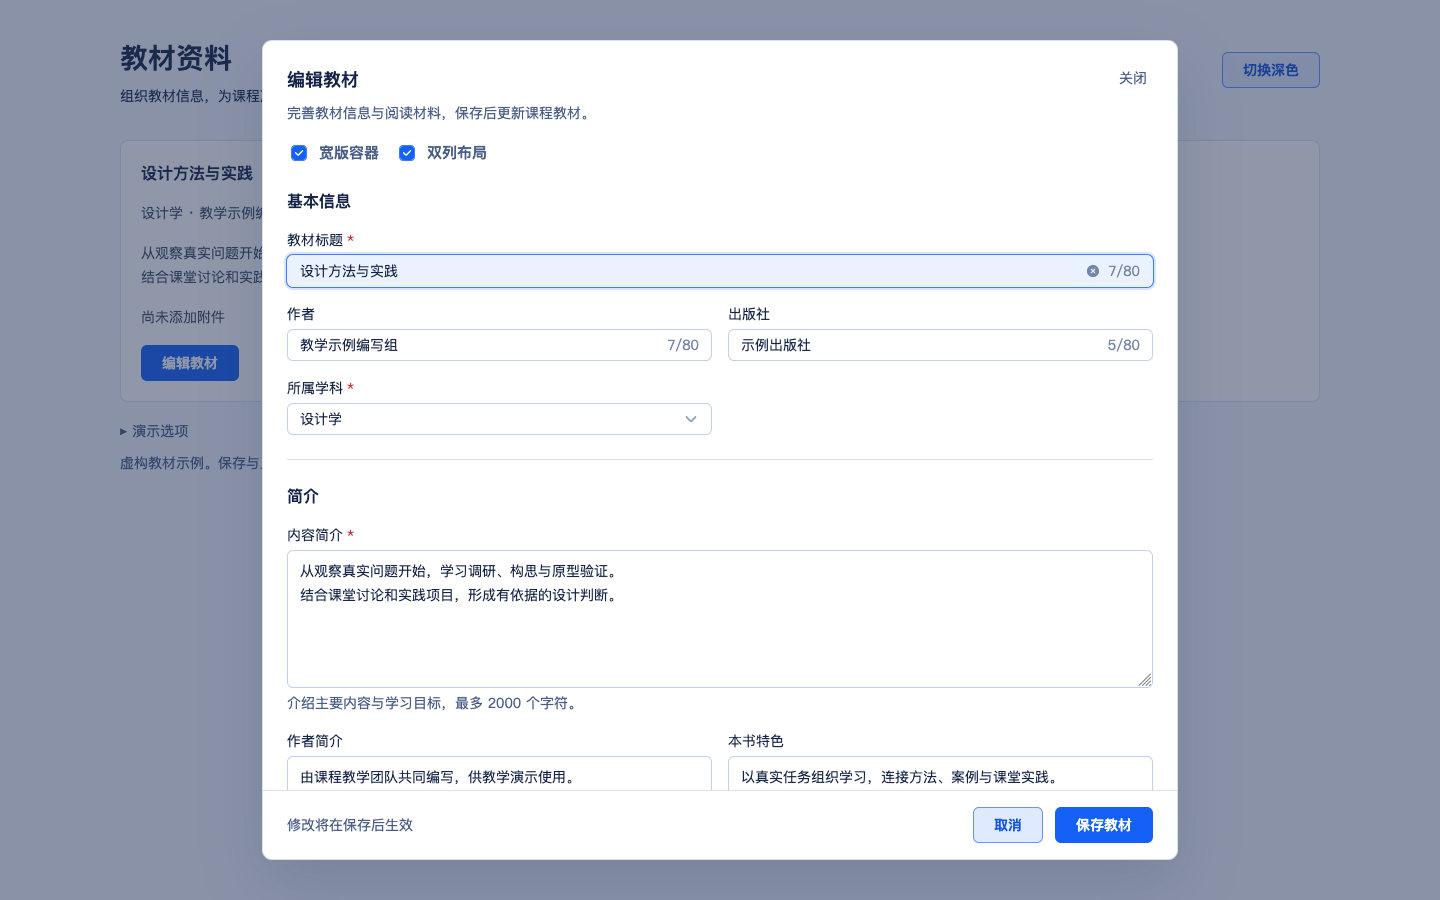 教材资料
组织教材信息，为课程
切换深色
设计方法与实践
设计学 · 教学示例编
从观察真实问题开始
结合课堂讨论和实践
尚未添加附件
编辑教材
▸ 演示选项
虚构教材示例。保存与
编辑教材
关闭
完善教材信息与阅读材料，保存后更新课程教材。
宽版容器 双列布局
基本信息
教材标题 *
设计方法与实践 7/80
作者 出版社
教学示例编写组 7/80 示例出版社 5/80
所属学科 *
设计学
简介
内容简介 *
从观察真实问题开始，学习调研、构思与原型验证。
结合课堂讨论和实践项目，形成有依据的设计判断。
介绍主要内容与学习目标，最多 2000 个字符。
作者简介 本书特色
由课程教学团队共同编写，供教学演示使用。 以真实任务组织学习，连接方法、案例与课堂实践。
修改将在保存后生效 取消 保存教材